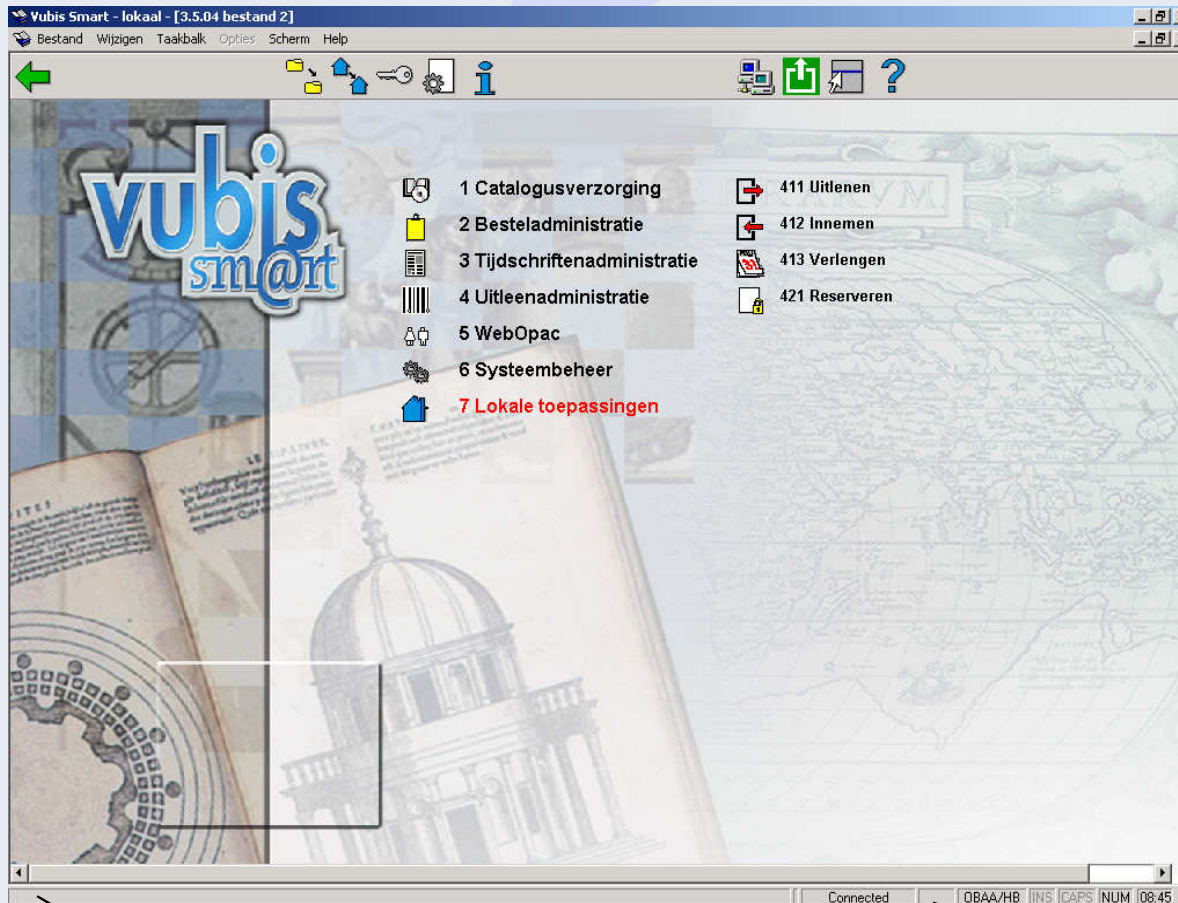 Vubis Smart - lokaal - [3.5.04 bestand 2]
Bestand Wijzigen Taakbalk Opties Scherm Help
vubis
sm@rt
1 Catalogusverzorging
2 Besteladministratie
3 Tijdschriftenadministratie
4 Uitleenadministratie
5 WebOpac
6 Systeembeheer
7 Lokale toepassingen
411 Uitlenen
412 Innemen
413 Verlengen
421 Reserveren
Connected OBAA/HB INS CAPS NUM 08:45